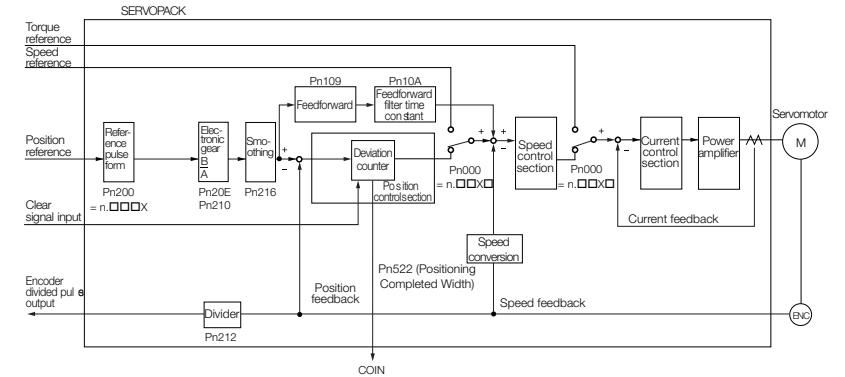 SERVOPACK
Torque
reference
Speed
reference
Pn109
Pn10A
Feedforward
Feedforward
filter time
constant
Servomotor
Position
reference
Refer-
ence
pulse
form
Elec-
tronic
gear
B
A
Smo-
othing
+
-
Deviation
counter
Position
control section
+
+
+
-
Speed
control
section
+
-
Current
control
section
Power
amplifier
M
Pn200
= n.□□□X
Pn20E
Pn210
Pn216
Pn000
= n.□□X□
Pn000
= n.□□X□
Clear
signal input
Current feedback
Speed
conversion
Pn522 (Positioning
Completed Width)
Encoder
divided pulse
output
Position
feedback
Speed feedback
Divider
Pn212
ENC
COIN